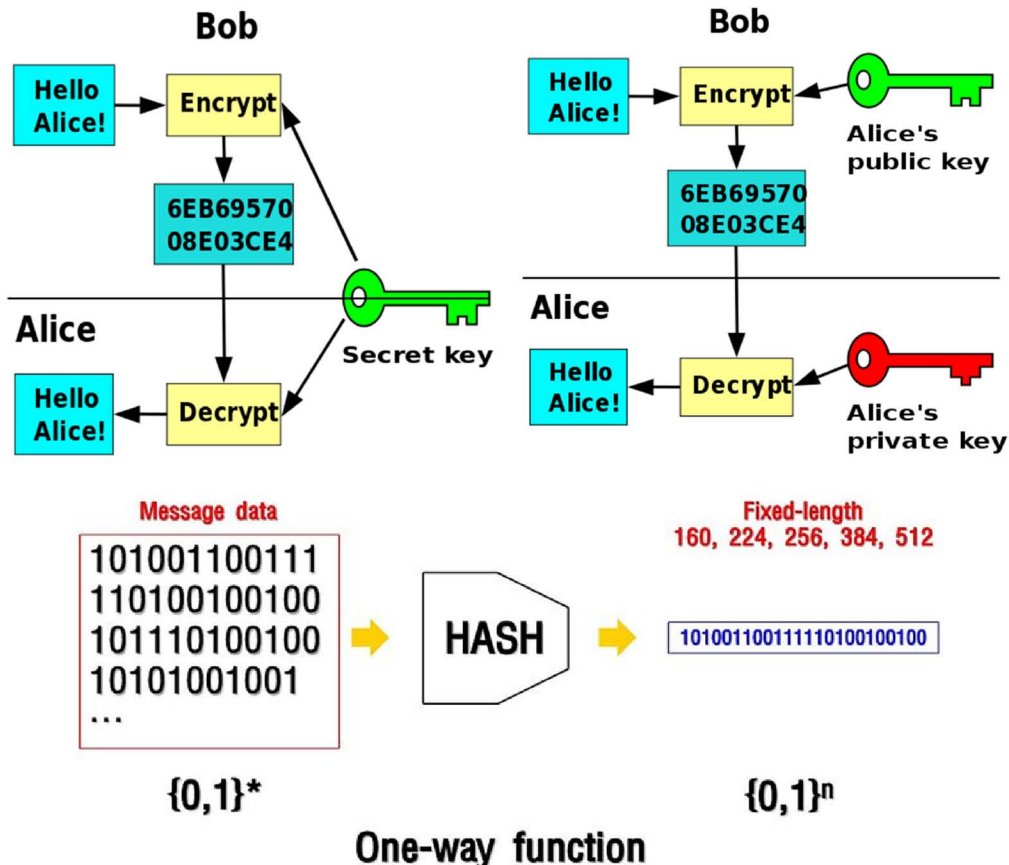 Bob
Hello
Alice!
Encrypt
6EB69570
08E03CE4
Alice
Secret key
Hello
Alice!
Decrypt
Bob
Hello
Alice!
Encrypt
Alice's
public key
6EB69570
08E03CE4
Alice
Hello
Alice!
Decrypt
Alice's
private key
Message data
101001100111
110100100100
101110100100
10101001001
...
HASH
Fixed-length
160, 224, 256, 384, 512
101001100111110100100100
{0,1}*
{0,1}ⁿ
One-way function